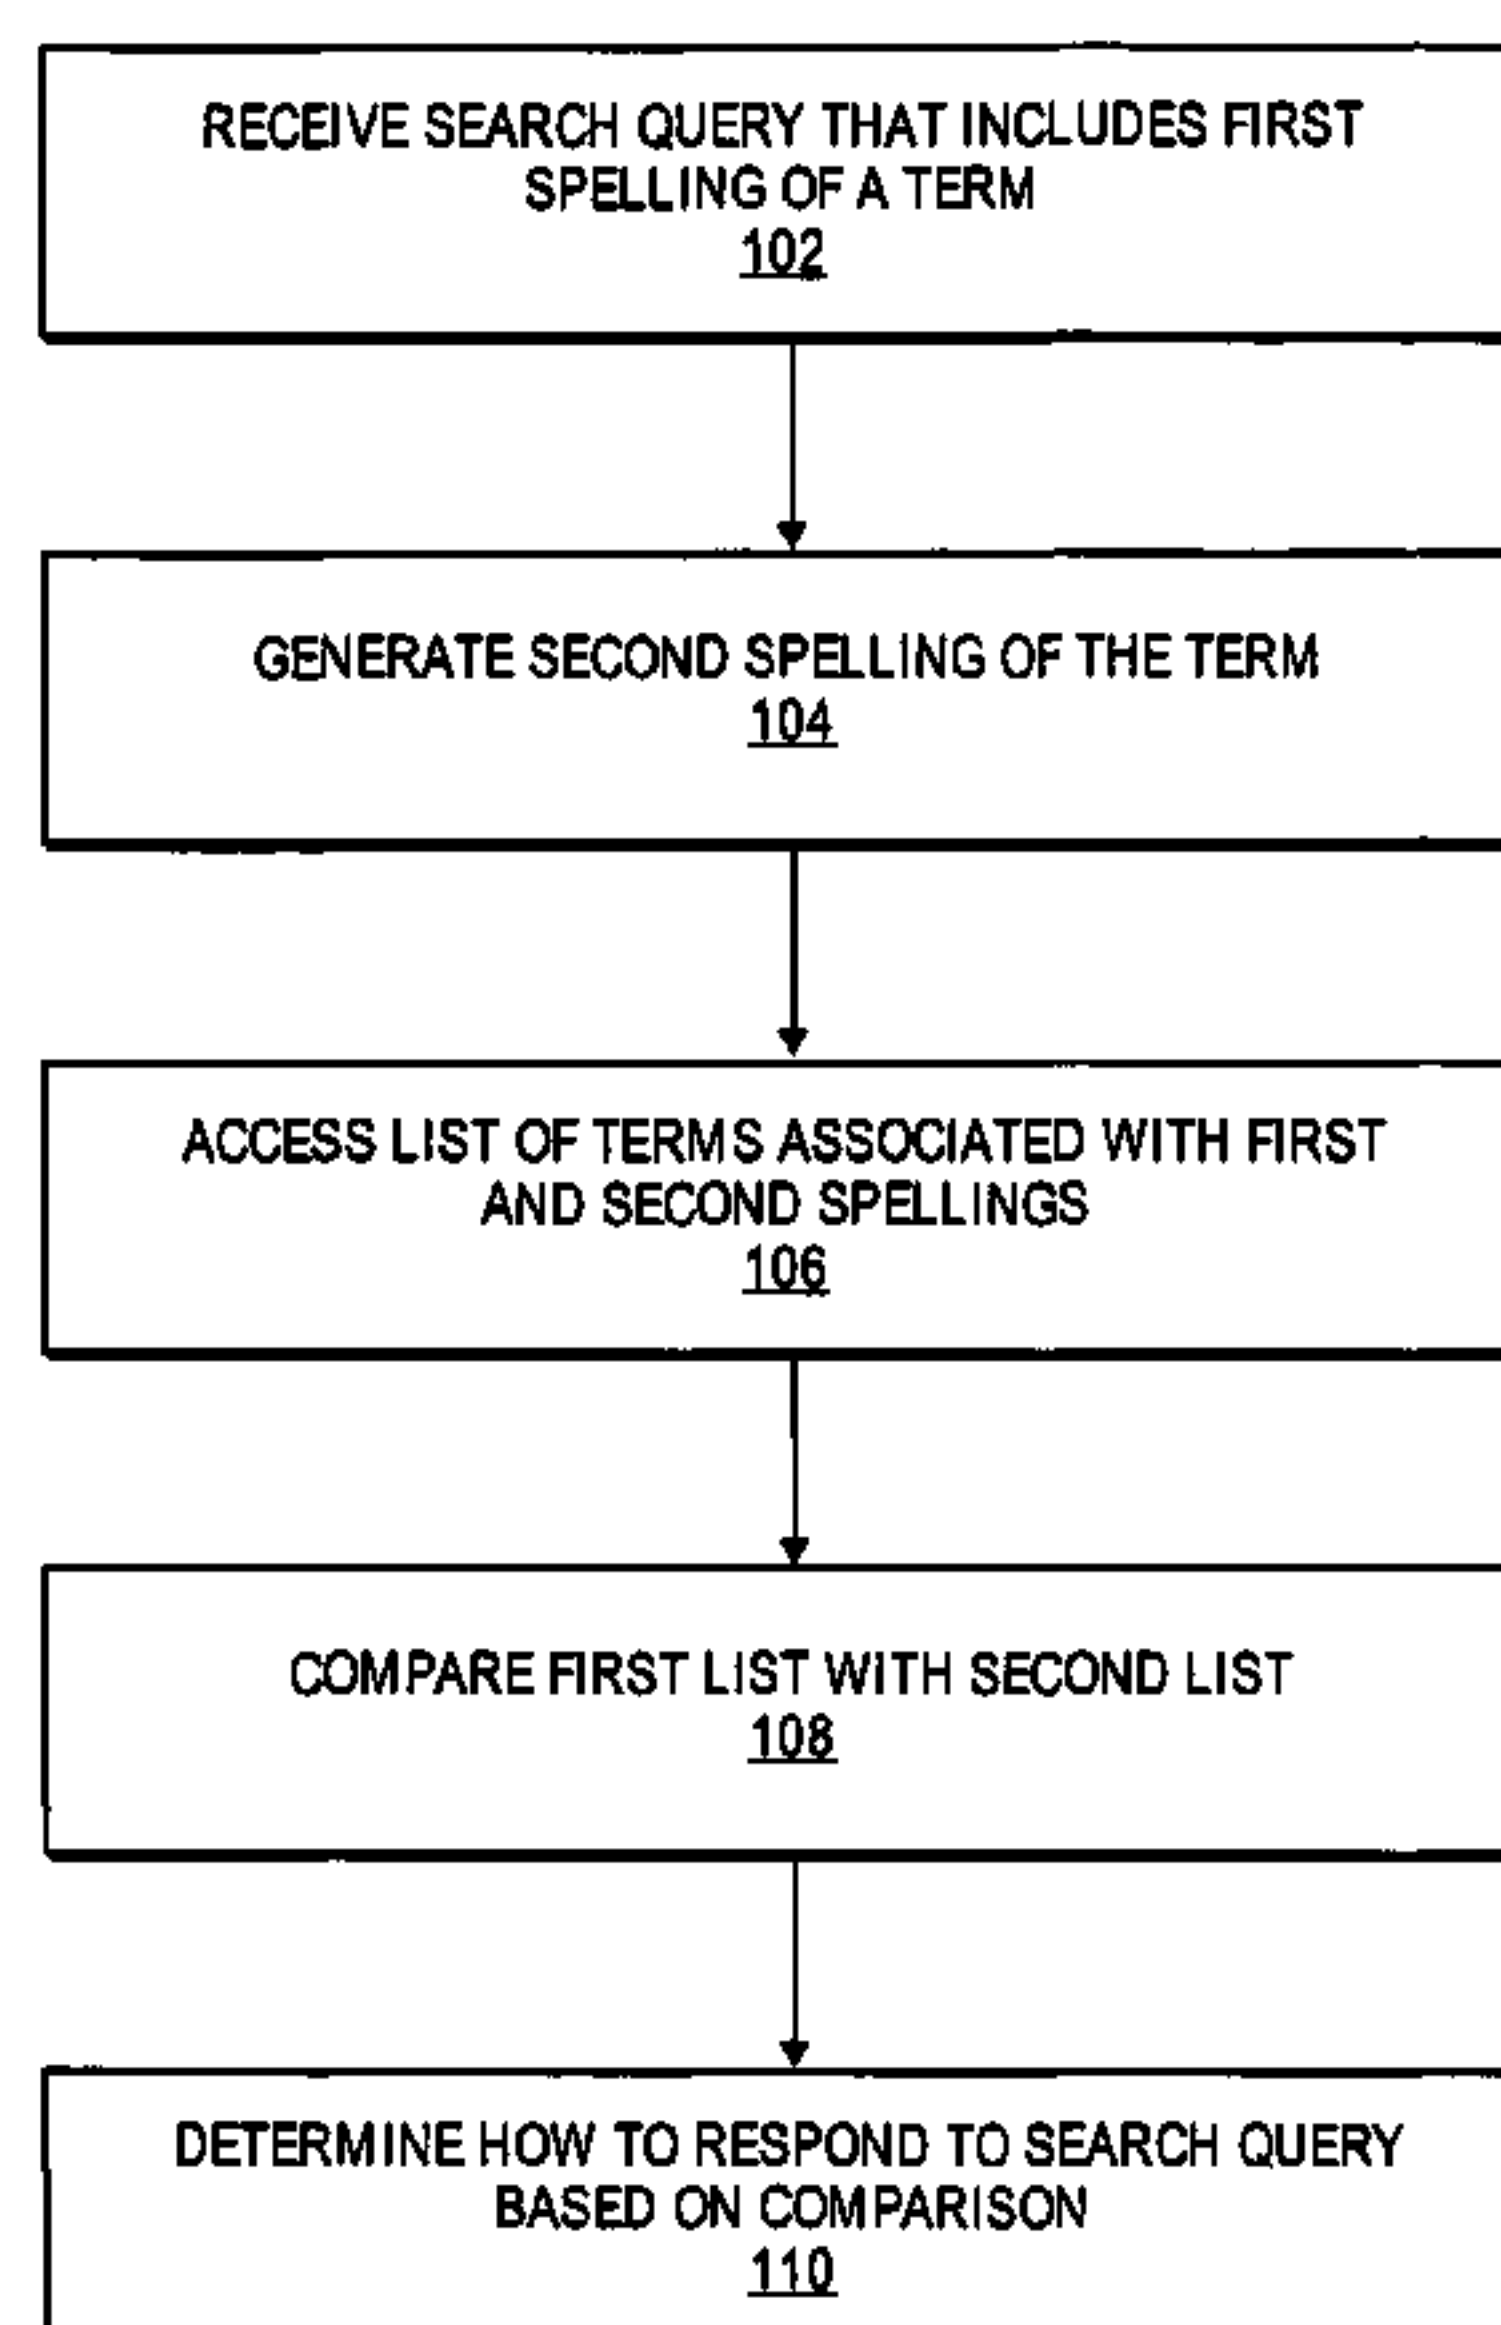 RECEIVE SEARCH QUERY THAT INCLUDES FIRST
SPELLING OF A TERM
102
GENERATE SECOND SPELLING OF THE TERM
104
ACCESS LIST OF TERMS ASSOCIATED WITH FIRST
AND SECOND SPELLINGS
106
COMPARE FIRST LIST WITH SECOND LIST
108
DETERMINE HOW TO RESPOND TO SEARCH QUERY
BASED ON COMPARISON
110